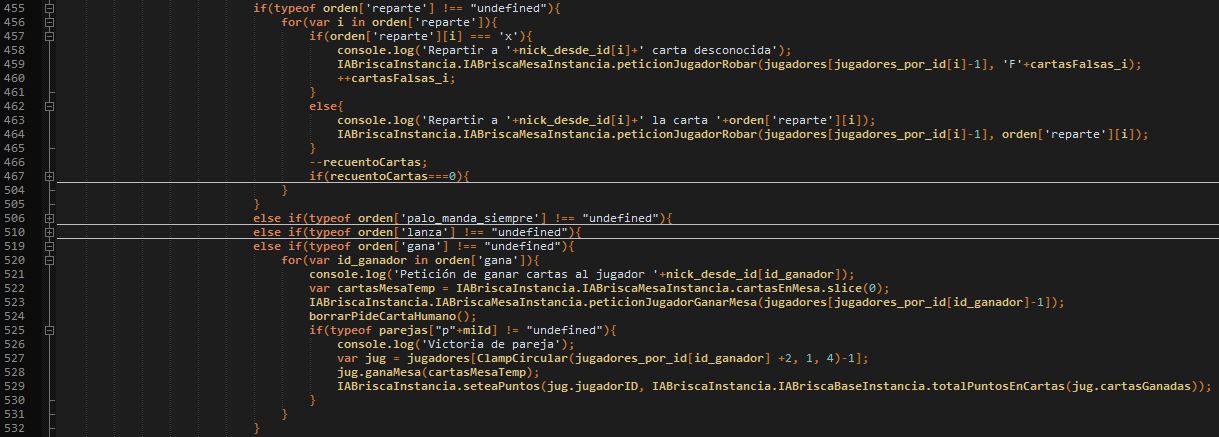 455 if(typeof orden['reparte'] !== "undefined"){
456 for(var i in orden['reparte']){
457 if(orden['reparte'][i] === 'x'){
458 console.log('Repartir a '+nick_desde_id[i]+' carta desconocida');
459 IABriscaInstancia.IABriscaMesaInstancia.peticionJugadorRobar(jugadores[jugadores_por_id[i]-1], 'F'+cartasFalsas_i);
460 ++cartasFalsas_i;
461 }
462 else{
463 console.log('Repartir a '+nick_desde_id[i]+' la carta '+orden['reparte'][i]);
464 IABriscaInstancia.IABriscaMesaInstancia.peticionJugadorRobar(jugadores[jugadores_por_id[i]-1], orden['reparte'][i]);
465 }
466 --recuentoCartas;
467 if(recuentoCartas===0){
504 }
505 }
506 else if(typeof orden['palo_manda_siempre'] !== "undefined"){
510 else if(typeof orden['lanza'] !== "undefined"){
519 else if(typeof orden['gana'] !== "undefined"){
520 for(var id_ganador in orden['gana']){
521 console.log('Petición de ganar cartas al jugador '+nick_desde_id[id_ganador]);
522 var cartasMesaTemp = IABriscaInstancia.IABriscaMesaInstancia.cartasEnMesa.slice(0);
523 IABriscaInstancia.IABriscaMesaInstancia.peticionJugadorGanarMesa(jugadores[jugadores_por_id[id_ganador]-1]);
524 borrarPideCartaHumano();
525 if(typeof parejas["p"+miId] != "undefined"){
526 console.log('Victoria de pareja');
527 var jug = jugadores[ClampCircular(jugadores_por_id[id_ganador] +2, 1, 4)-1];
528 jug.ganaMesa(cartasMesaTemp);
529 IABriscaInstancia.seteaPuntos(jug.jugadorID, IABriscaInstancia.IABriscaBaseInstancia.totalPuntosEnCartas(jug.cartasGanadas));
530 }
531 }
532 }